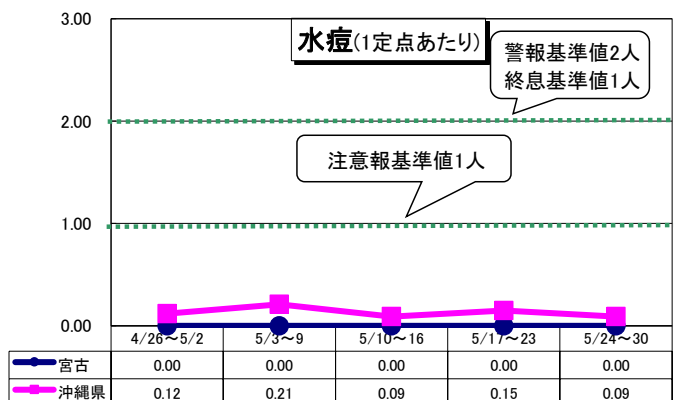 水痘(1定点あたり)
警報基準値2人
終息基準値1人
注意報基準値1人
3.00
2.00
1.00
0.00
4/26～5/2 5/3～9 5/10～16 5/17～23 5/24～30
宮古 0.00 0.00 0.00 0.00 0.00
沖縄県 0.12 0.21 0.09 0.15 0.09